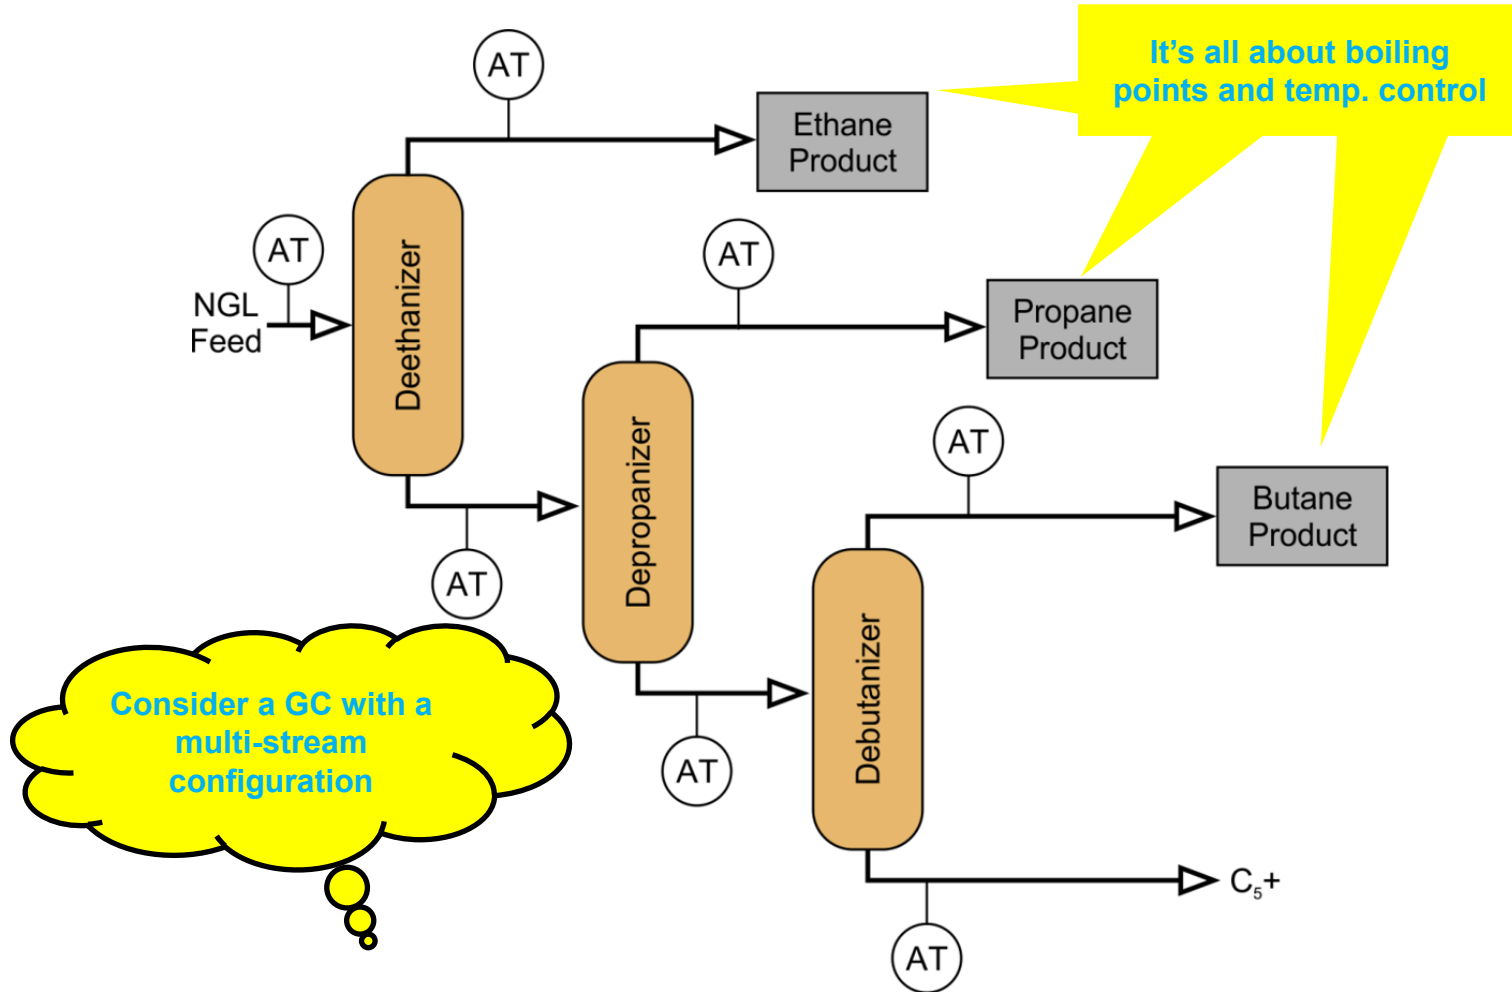 It’s all about boiling
points and temp. control
AT
Ethane
Product
AT
NGL
Feed
Deethanizer
AT
Propane
Product
AT
Depropanizer
AT
Butane
Product
AT
Debutanizer
Consider a GC with a
multi-stream
configuration
C₅+
AT